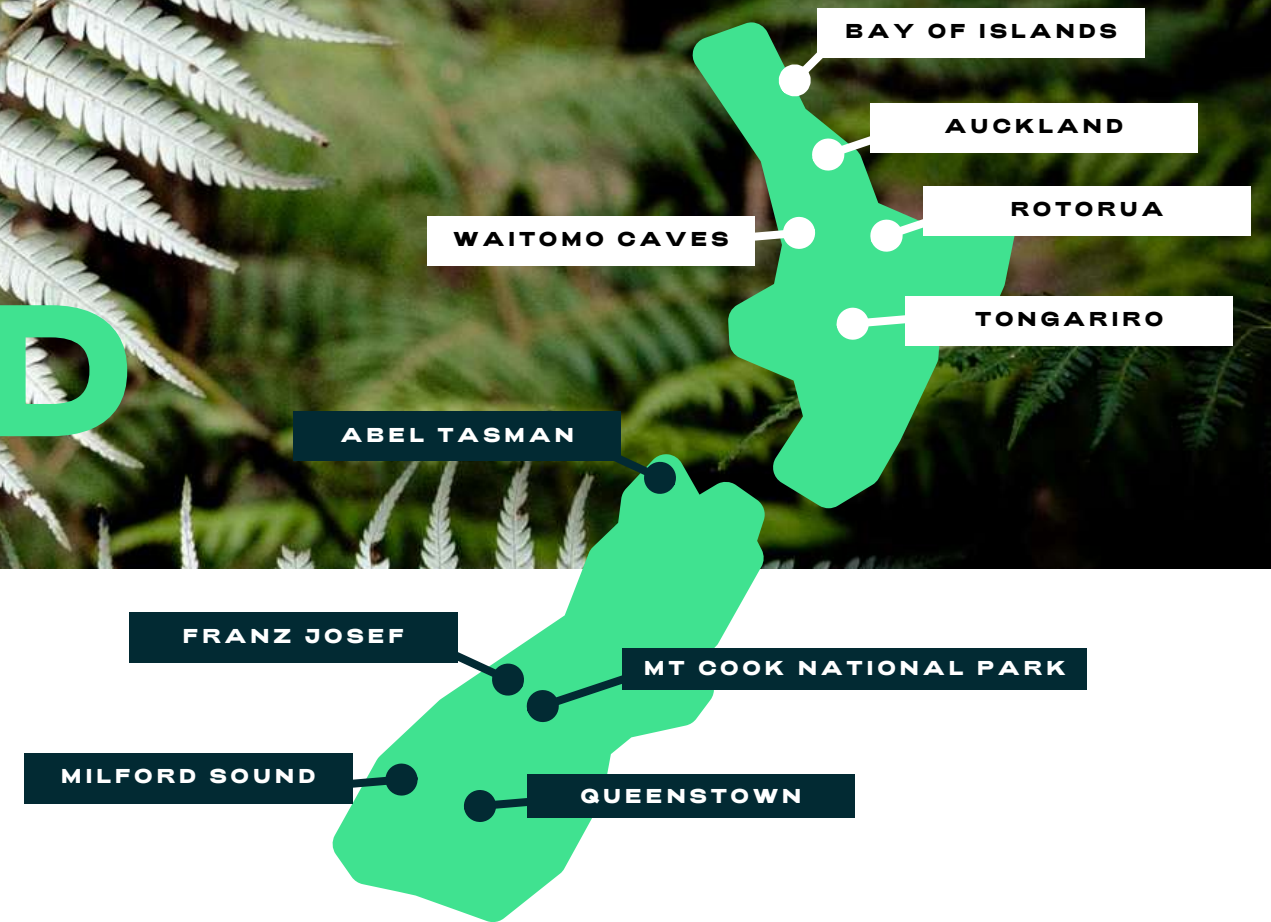 BAY OF ISLANDS
AUCKLAND
ROTORUA
WAITOMO CAVES
TONGARIRO
D
ABEL TASMAN
FRANZ JOSEF
MT COOK NATIONAL PARK
MILFORD SOUND
QUEENSTOWN